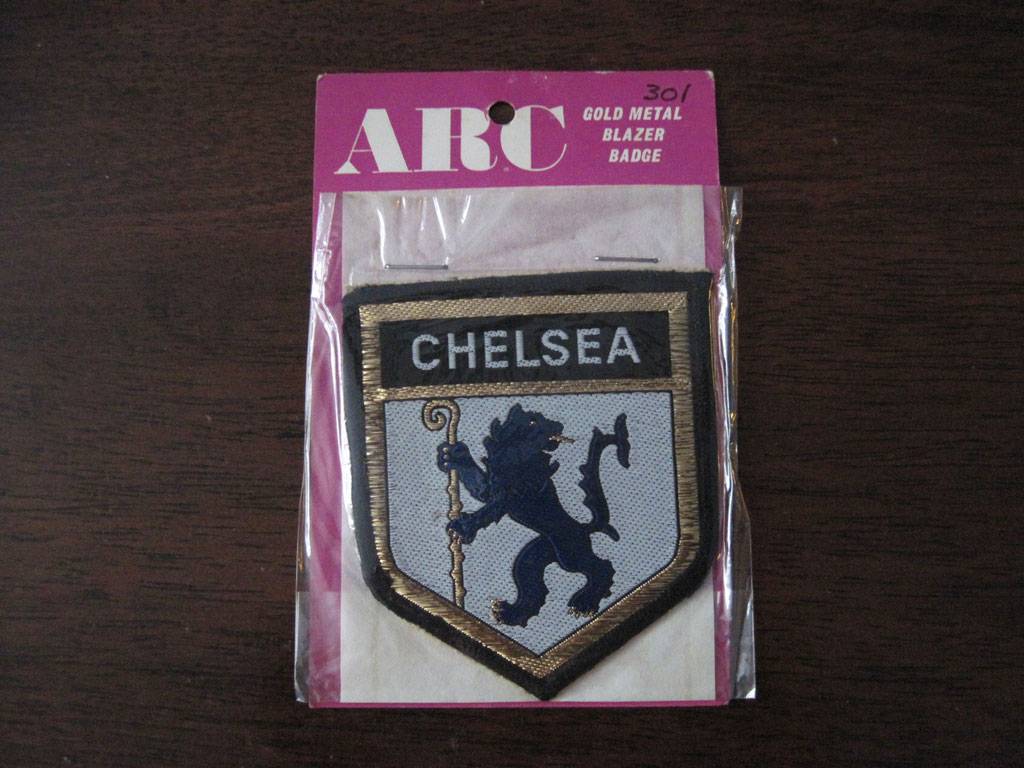 301
ARC
GOLD METAL
BLAZER
BADGE
CHELSEA